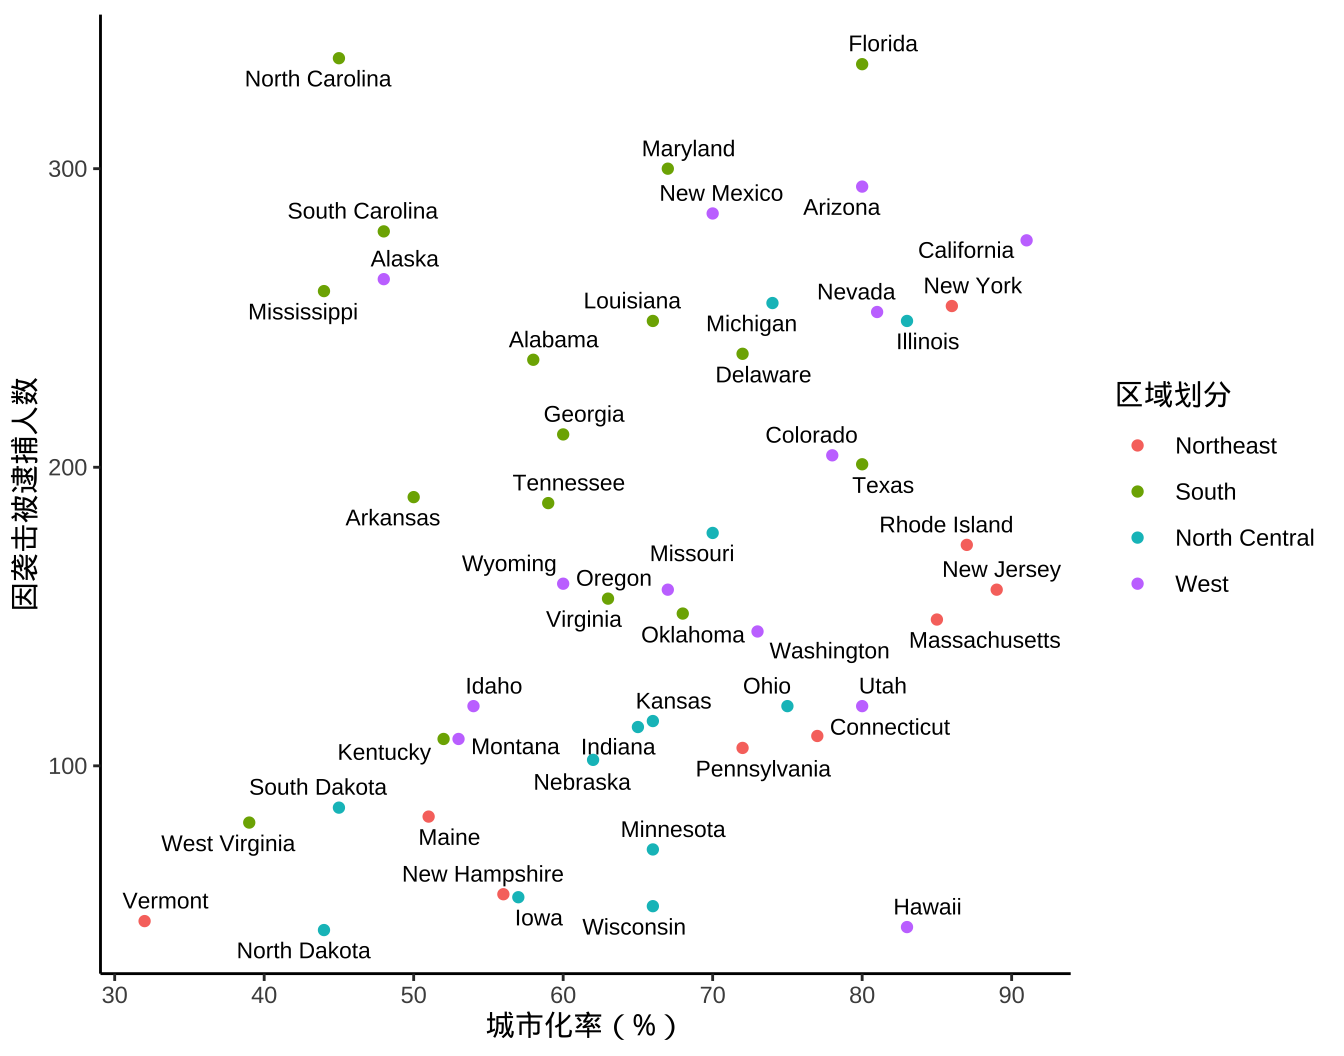 Florida
North Carolina
Maryland
300
New Mexico
Arizona
South Carolina
California
Alaska
New York
Nevada
Louisiana
Mississippi
Michigan
Illinois
Alabama
Delaware
区域划分
Georgia
Colorado
Northeast
200
Tennessee
Texas
South
Arkansas
Rhode Island
North Central
Missouri
Wyoming
New Jersey
Oregon
West
Virginia
Oklahoma
Massachusetts
Washington
Idaho
Ohio
Utah
Kansas
Connecticut
Kentucky
Montana
Indiana
100
Pennsylvania
Nebraska
South Dakota
Minnesota
Maine
West Virginia
New Hampshire
Vermont
Hawaii
Iowa
Wisconsin
North Dakota
30 40 50 60 70 80 90
城市化率（%）
因袭击被逮捕人数